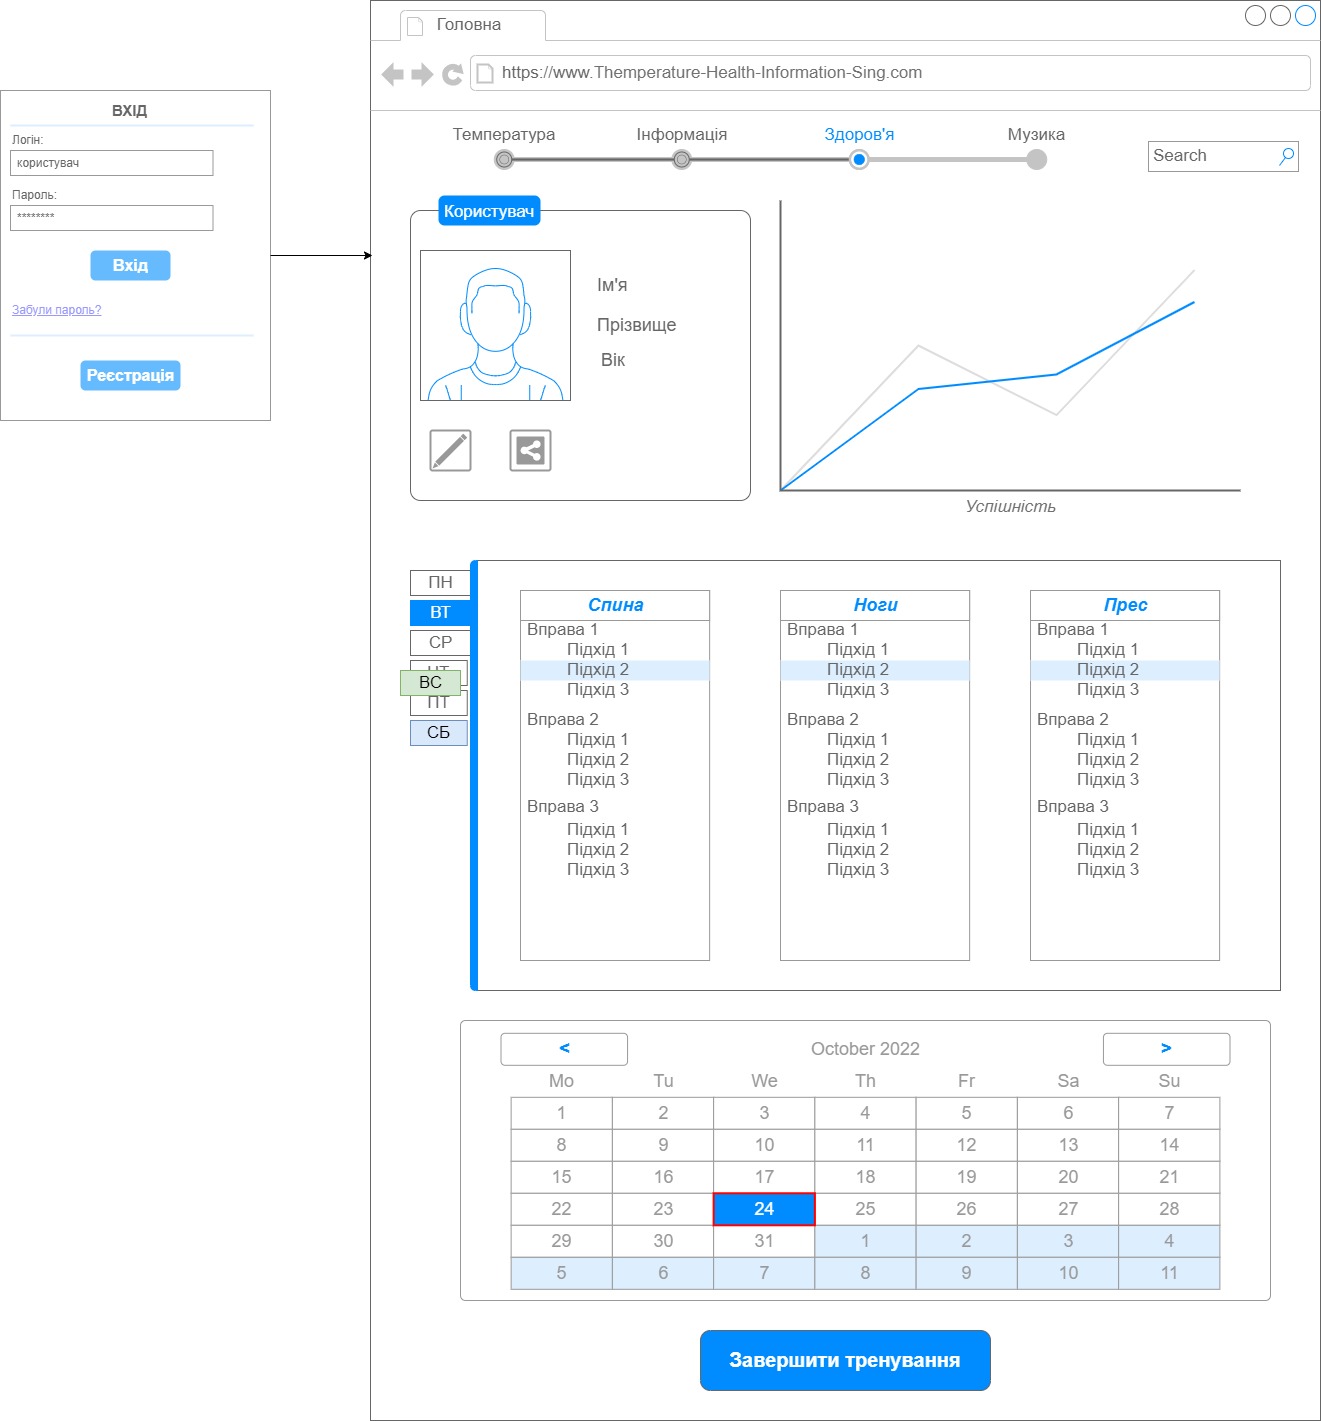 ВХІД
Логін:
користувач
Пароль:
********
Вхід
Забули пароль?
Реєстрація
Головна
https://www.Themperature-Health-Information-Sing.com
Температура Інформація Здоров'я Музика
Search
Користувач
Ім'я
Прізвище
Вік
Успішність
ПН
ВТ
СР
ВС
ПТ
СБ
Спина
Вправа 1
Підхід 1
Підхід 2
Підхід 3
Вправа 2
Підхід 1
Підхід 2
Підхід 3
Вправа 3
Підхід 1
Підхід 2
Підхід 3
Ноги
Вправа 1
Підхід 1
Підхід 2
Підхід 3
Вправа 2
Підхід 1
Підхід 2
Підхід 3
Вправа 3
Підхід 1
Підхід 2
Підхід 3
Прес
Вправа 1
Підхід 1
Підхід 2
Підхід 3
Вправа 2
Підхід 1
Підхід 2
Підхід 3
Вправа 3
Підхід 1
Підхід 2
Підхід 3
< October 2022 >
Mo Tu We Th Fr Sa Su
1 2 3 4 5 6 7
8 9 10 11 12 13 14
15 16 17 18 19 20 21
22 23 24 25 26 27 28
29 30 31 1 2 3 4
5 6 7 8 9 10 11
Завершити тренування